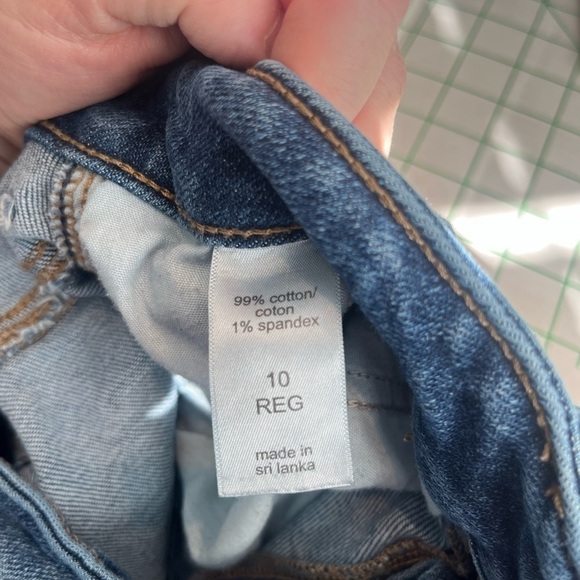 99% cotton/
coton
1% spandex
10
REG
made in
sri lanka